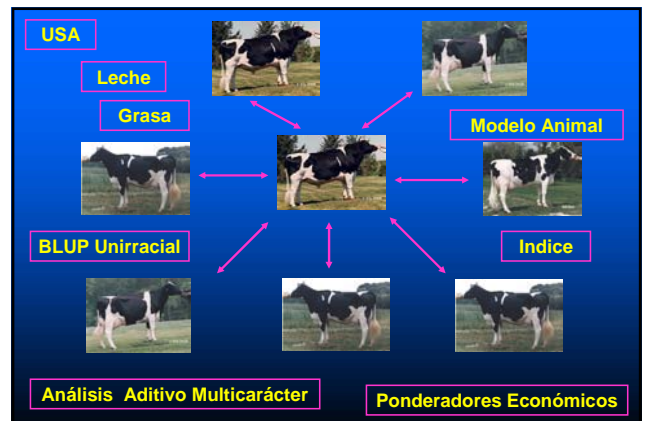 USA
Leche
Grasa
Modelo Animal
BLUP Unirracial
Indice
Análisis Aditivo Multicarácter
Ponderadores Económicos